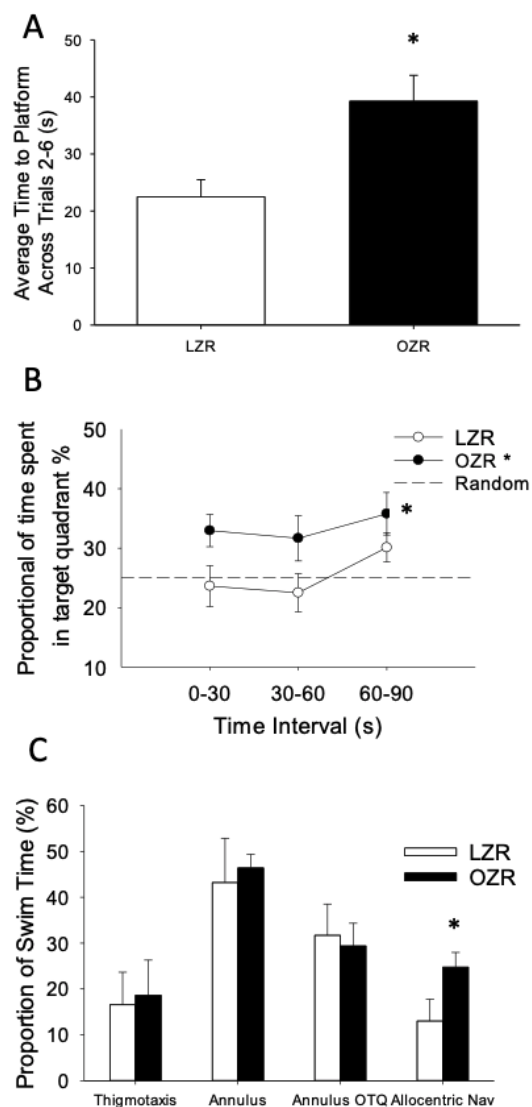 A
Average Time to Platform
Across Trials 2-6 (s)
50
40
30
20
10
0
*
LZR
OZR
B
Proportional of time spent
in target quadrant %
50
40
30
20
10
LZR
OZR *
Random
*
0-30 30-60 60-90
Time Interval (s)
C
Proportion of Swim Time (%)
60
50
40
30
20
10
0
LZR
OZR
*
Thigmotaxis Annulus Annulus OTQ Allocentric Nav